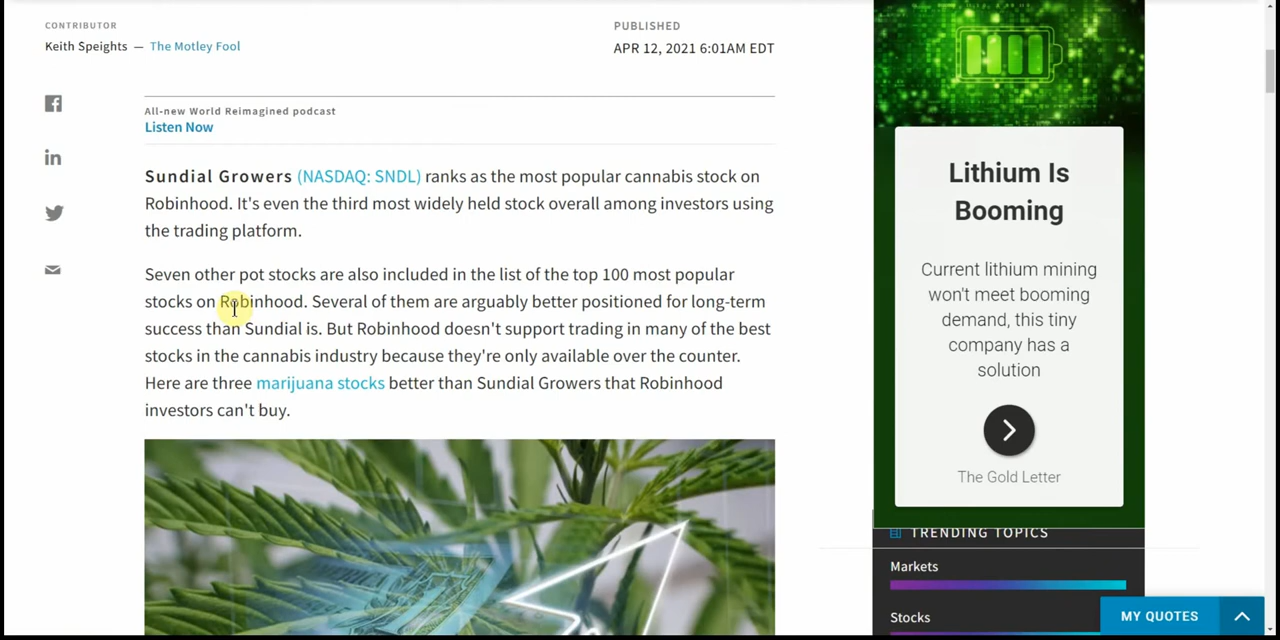 CONTRIBUTOR
Keith Speights — The Motley Fool
PUBLISHED
APR 12, 2021 6:01AM EDT
All-new World Reimagined podcast
Listen Now
Sundial Growers (NASDAQ: SNDL) ranks as the most popular cannabis stock on
Robinhood. It's even the third most widely held stock overall among investors using
the trading platform.
Seven other pot stocks are also included in the list of the top 100 most popular
stocks on Robinhood. Several of them are arguably better positioned for long-term
success than Sundial is. But Robinhood doesn't support trading in many of the best
stocks in the cannabis industry because they're only available over the counter.
Here are three marijuana stocks better than Sundial Growers that Robinhood
investors can't buy.
Lithium Is
Booming
Current lithium mining
won't meet booming
demand, this tiny
company has a
solution
The Gold Letter
TRENDING TOPICS
Markets
Stocks
MY QUOTES